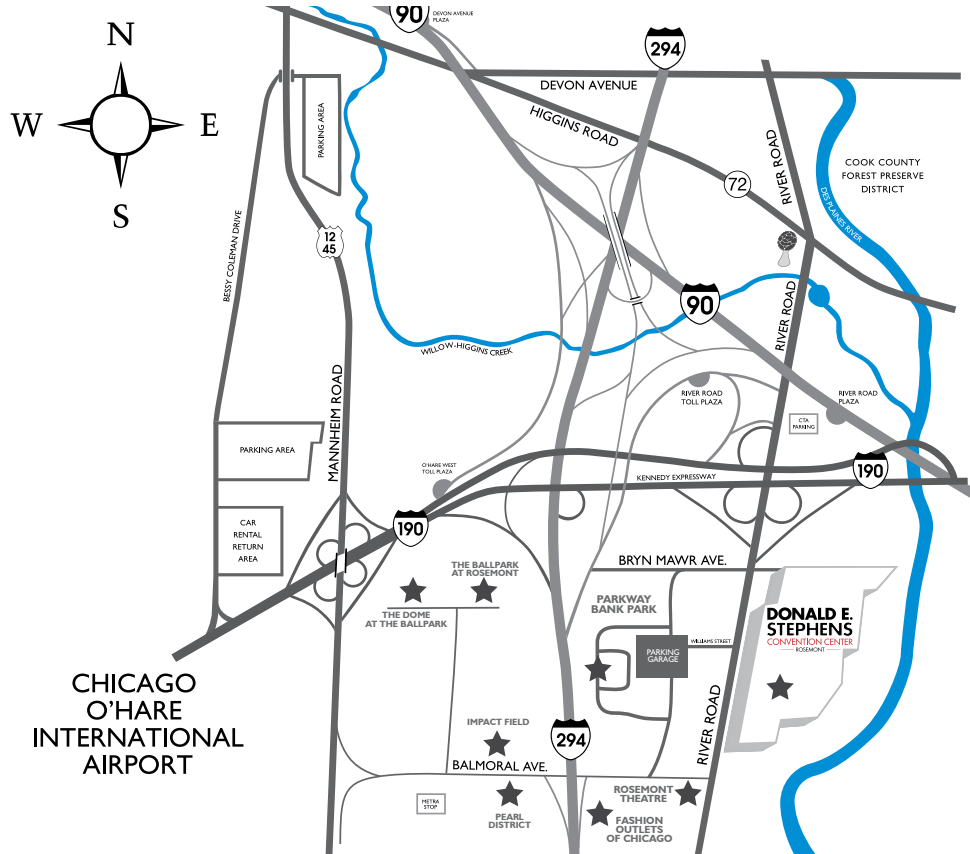 N
W
E
S
90
DEVON AVENUE
PLAZA
294
DEVON AVENUE
HIGGINS ROAD
PARKING AREA
RIVER ROAD
COOK COUNTY
FOREST PRESERVE
DISTRICT
72
DES PLAINES RIVER
BESSY COLEMAN DRIVE
12
45
90
RIVER ROAD
WILLOW-HIGGINS CREEK
MANNHEIM ROAD
RIVER ROAD
TOLL PLAZA
RIVER ROAD
PLAZA
CTA
PARKING
PARKING AREA
O'HARE WEST
TOLL PLAZA
KENNEDY EXPRESSWAY
190
CAR
RENTAL
RETURN
AREA
190
BRYN MAWR AVE.
THE BALLPARK
AT ROSEMONT
THE DOME
AT THE BALLPARK
PARKWAY
BANK PARK
DONALD E.
STEPHENS
CONVENTION CENTER
ROSEMONT
WILLIAMS STREET
PARKING
GARAGE
CHICAGO
O'HARE
INTERNATIONAL
AIRPORT
RIVER ROAD
IMPACT FIELD
294
BALMORAL AVE.
METRA
STOP
PEARL
DISTRICT
ROSEMONT
THEATRE
FASHION
OUTLETS
OF CHICAGO